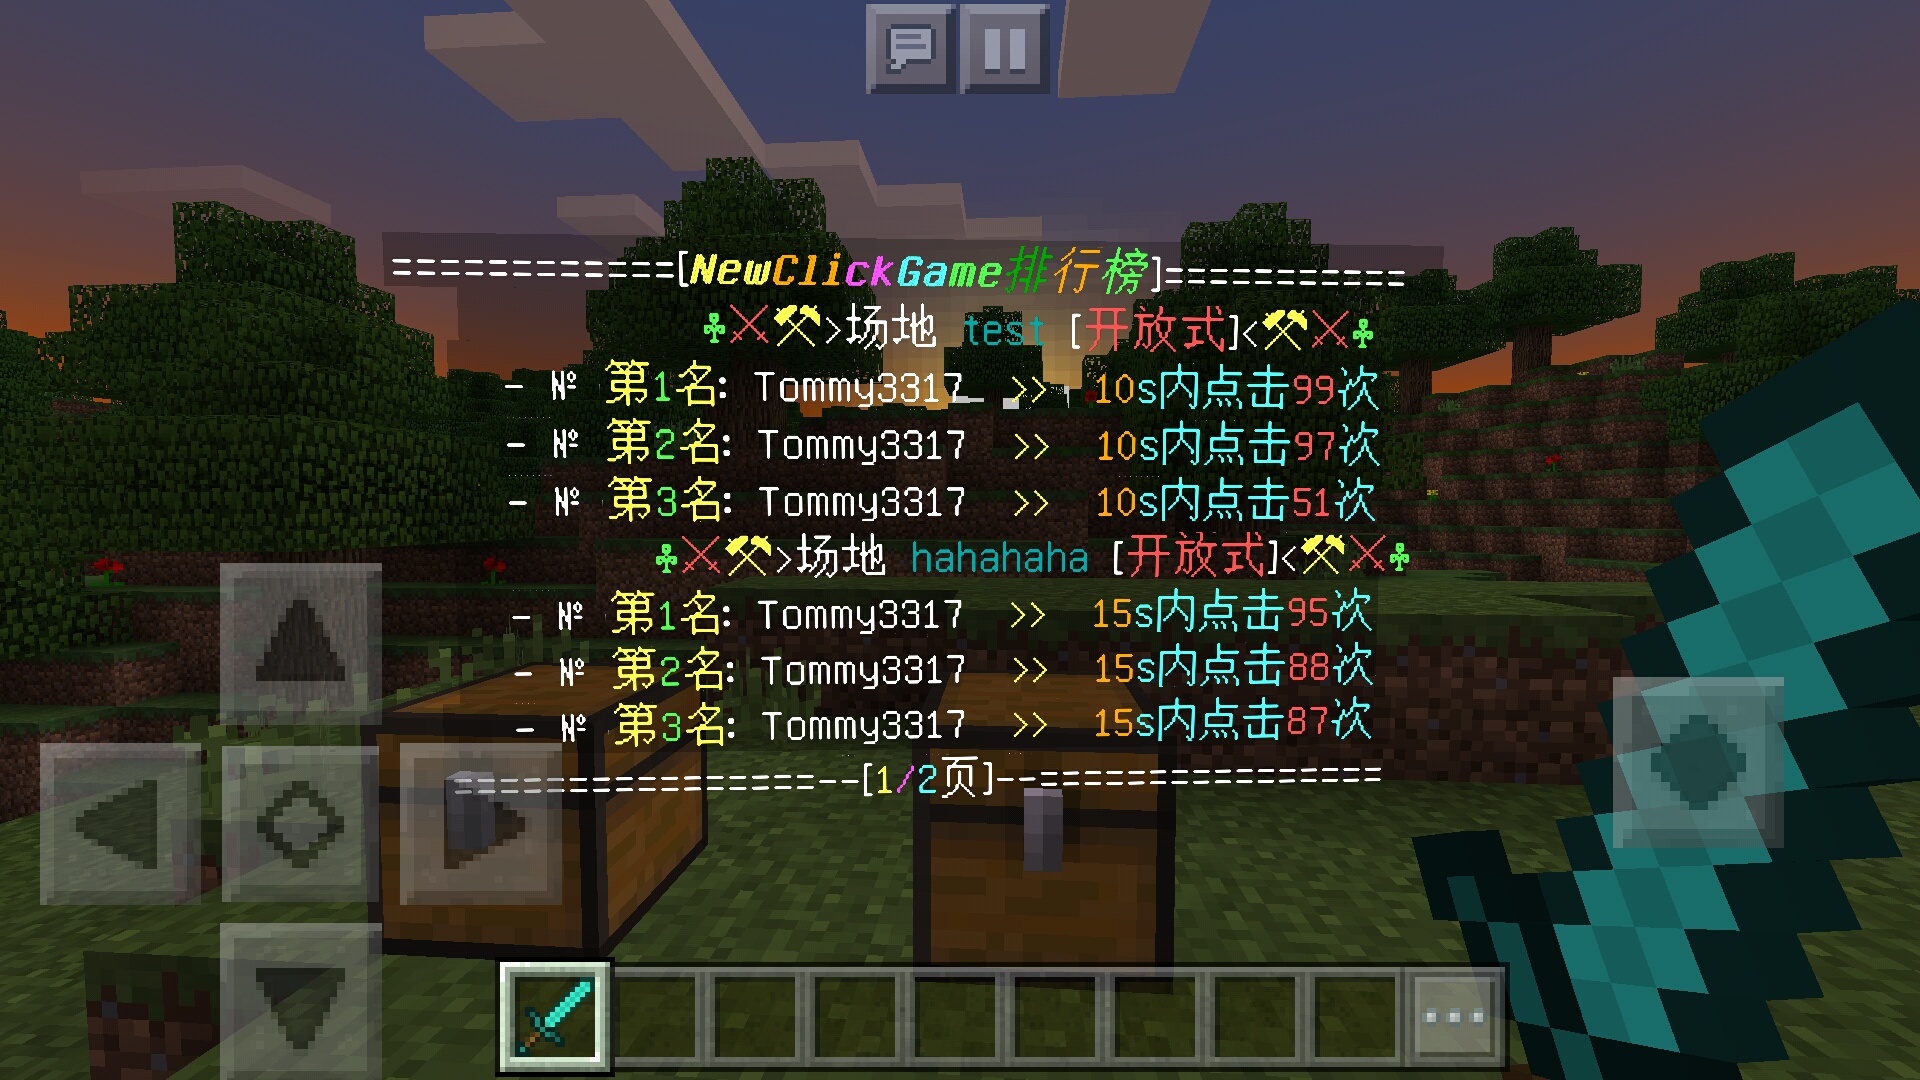 ============[NewClickGame排行榜]===========
♣⚔⚒>场地 test [开放式]<⚒⚔♣
- № 第1名: Tommy3317 >> 10s内点击99次
- № 第2名: Tommy3317 >> 10s内点击97次
- № 第3名: Tommy3317 >> 10s内点击51次
♣⚔⚒>场地 hahahaha [开放式]<⚒⚔♣
- № 第1名: Tommy3317 >> 15s内点击95次
- № 第2名: Tommy3317 >> 15s内点击88次
- № 第3名: Tommy3317 >> 15s内点击87次
================--[1/2页]--===============